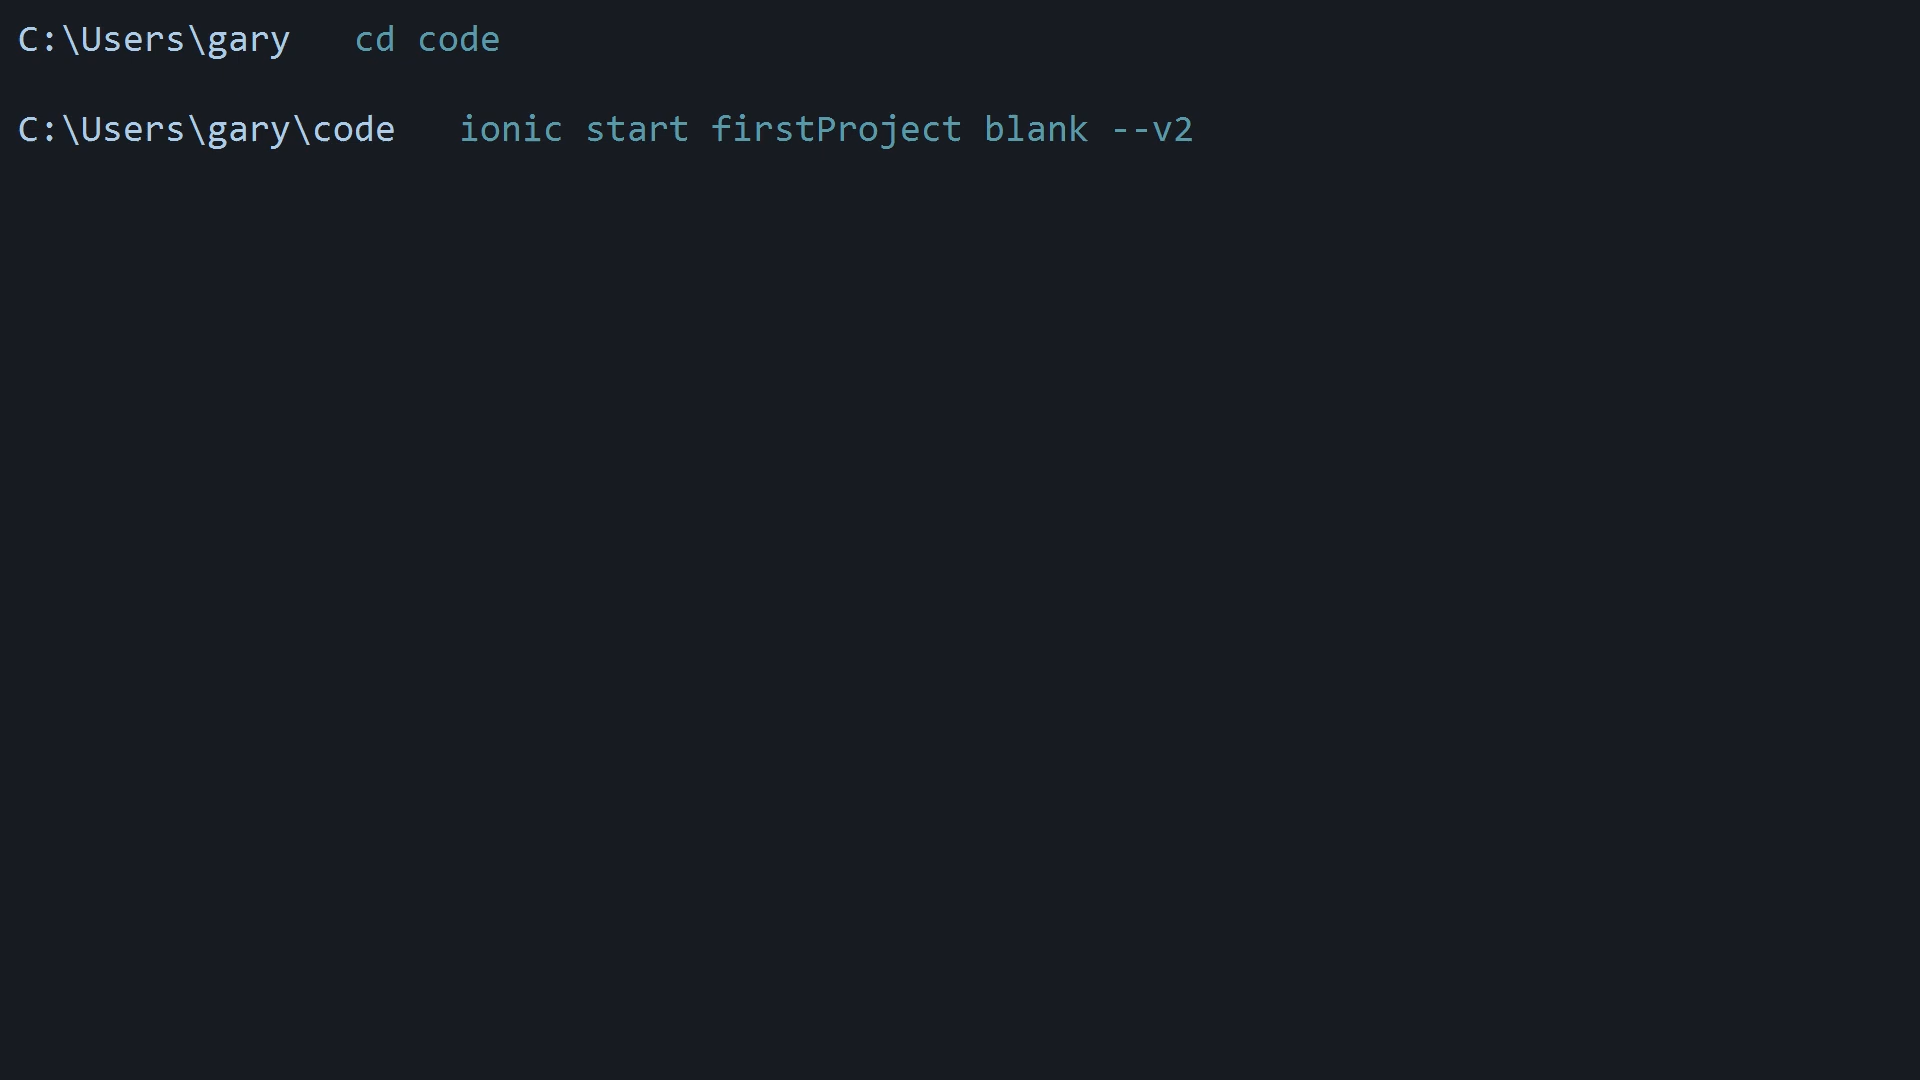 C:\Users\gary   cd code
C:\Users\gary\code   ionic start firstProject blank --v2